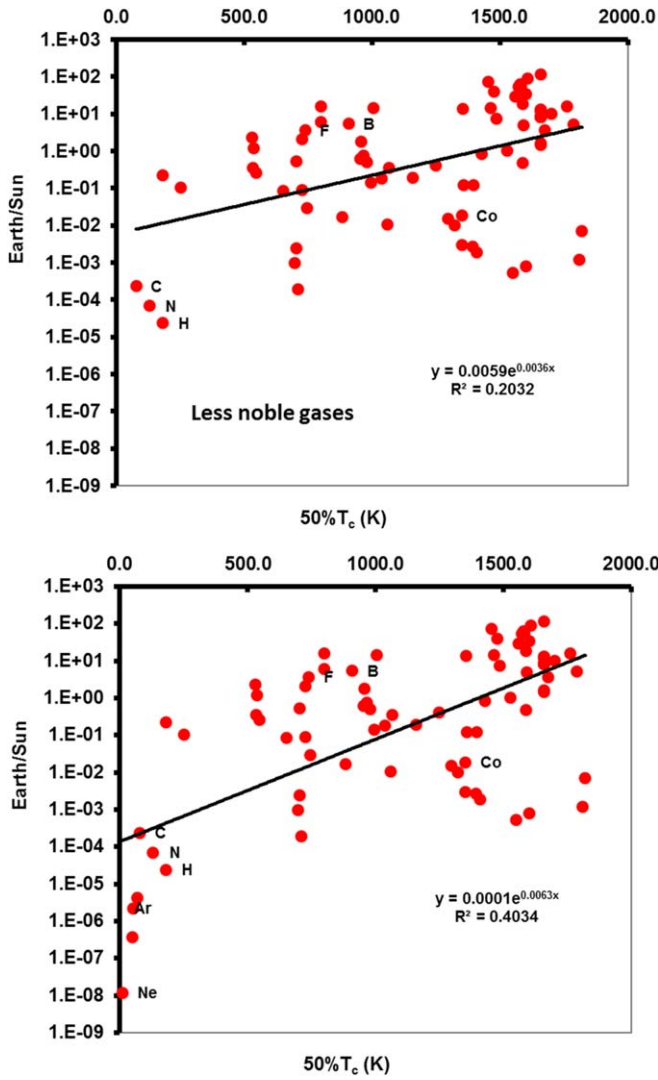 0.0 500.0 1000.0 1500.0 2000.0
1.E+03
1.E+02
1.E+01
1.E+00
1.E-01
1.E-02
1.E-03
1.E-04
1.E-05
1.E-06
1.E-07
1.E-08
1.E-09
Earth/Sun
F B
Co
C
N
H
y = 0.0059e^0.0036x
R² = 0.2032
Less noble gases
50%Tc (K)
0.0 500.0 1000.0 1500.0 2000.0
1.E+03
1.E+02
1.E+01
1.E+00
1.E-01
1.E-02
1.E-03
1.E-04
1.E-05
1.E-06
1.E-07
1.E-08
1.E-09
Earth/Sun
F B
Co
C
N
H
Ar
Ne
y = 0.0001e^0.0063x
R² = 0.4034
50%Tc (K)